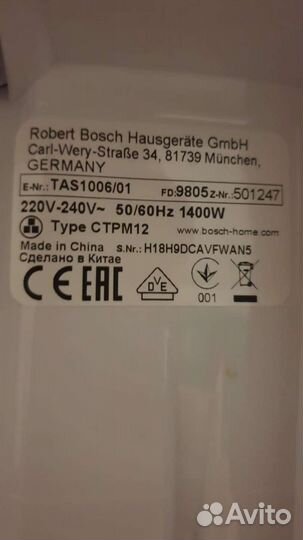 Robert Bosch Hausgeräte GmbH
Carl-Wery-Straße 34, 81739 München,
GERMANY
E-Nr.: TAS1006/01 FD:9805 Z-Nr.:501247
220V-240V~ 50/60Hz 1400W
Type CTPM12 www.bosch-home.com
Made in China S.Nr.: H18H9DCAVFWAN5
Сделано в Китае
CE EAC DVE 001
Avito